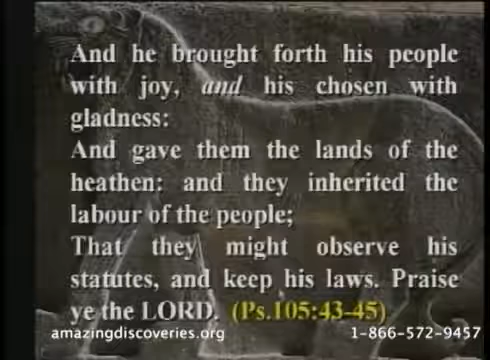 And he brought forth his people
with joy, and his chosen with
gladness:
And gave them the lands of the
heathen: and they inherited the
labour of the people;
That they might observe his
statutes, and keep his laws. Praise
ye the LORD. (Ps.105:43-45)
amazingdiscoveries.org 1-866-572-9457